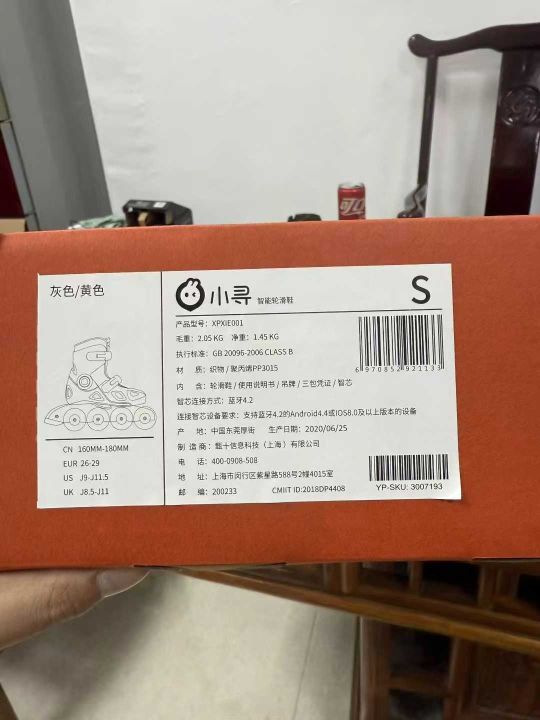 灰色/黄色
小寻 智能轮滑鞋
S
产品型号：XPXIE001
毛重：2.05 KG 净重：1.45 KG
执行标准：GB 20096-2006 CLASS B
材 质：织物 / 聚丙烯PP3015
内 含：轮滑鞋 / 使用说明书 / 吊牌 / 三包凭证 / 智芯
智芯连接方式：蓝牙4.2
连接智芯设备要求：支持蓝牙4.2的Android4.4或IOS8.0及以上版本的设备
产 地：中国东莞厚街 生产日期：2020/06/25
制 造 商：甄十信息科技（上海）有限公司
电 话：400-0908-508
地 址：上海市闵行区紫星路588号2幢4015室
邮 编：200233 CMIIT ID:2018DP4408
6970852921133
YP-SKU: 3007193
CN 160MM-180MM
EUR 26-29
US J9-J11.5
UK J8.5-J11